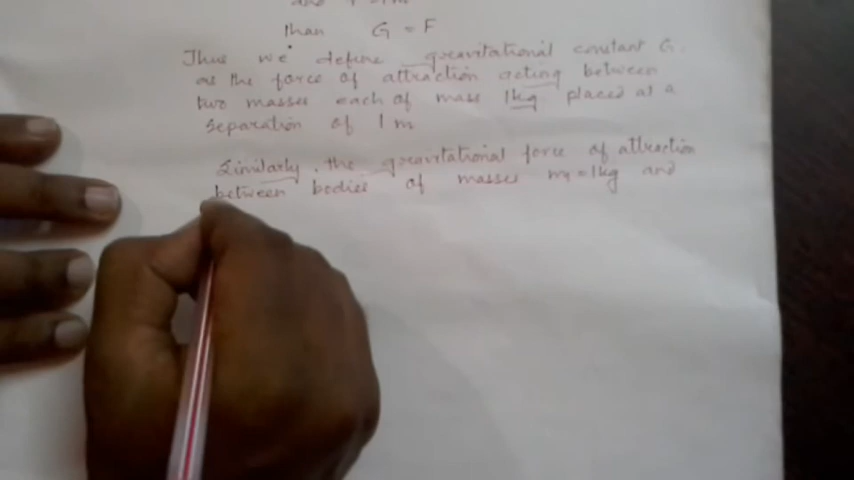 than G = F
Thus we define gravitational constant G.
as the force of attraction acting between
two masses each of mass 1kg. placed at a
separation of 1 m
Similarly, the gravitational force of attraction
between bodies of masses m1 = 1kg and